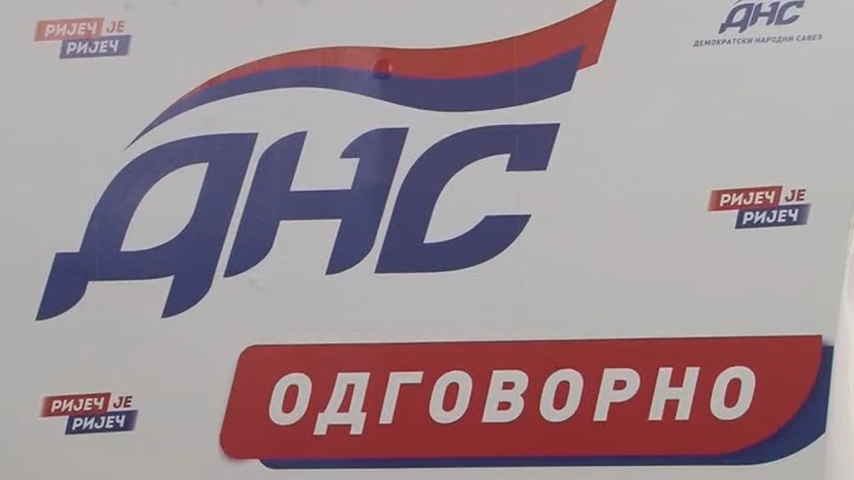 РИЈЕЧ ЈЕ
РИЈЕЧ
ДНС
ДЕМОКРАТСКИ НАРОДНИ САВЕЗ
ДНС
РИЈЕЧ ЈЕ
РИЈЕЧ
РИЈЕЧ ЈЕ
РИЈЕЧ
ОДГОВОРНО